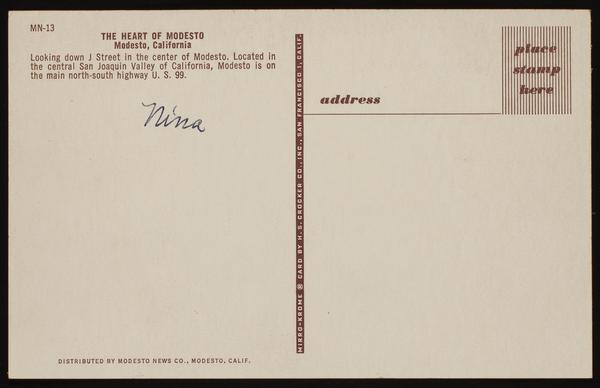 MN-13
THE HEART OF MODESTO
Modesto, California
Looking down J Street in the center of Modesto. Located in
the central San Joaquin Valley of California, Modesto is on
the main north-south highway U. S. 99.
Nina
DISTRIBUTED BY MODESTO NEWS CO., MODESTO, CALIF.
MIRRO-KROME ® CARD BY H. S. CROCKER CO., INC., SAN FRANCISCO 1, CALIF.
address
place
stamp
here